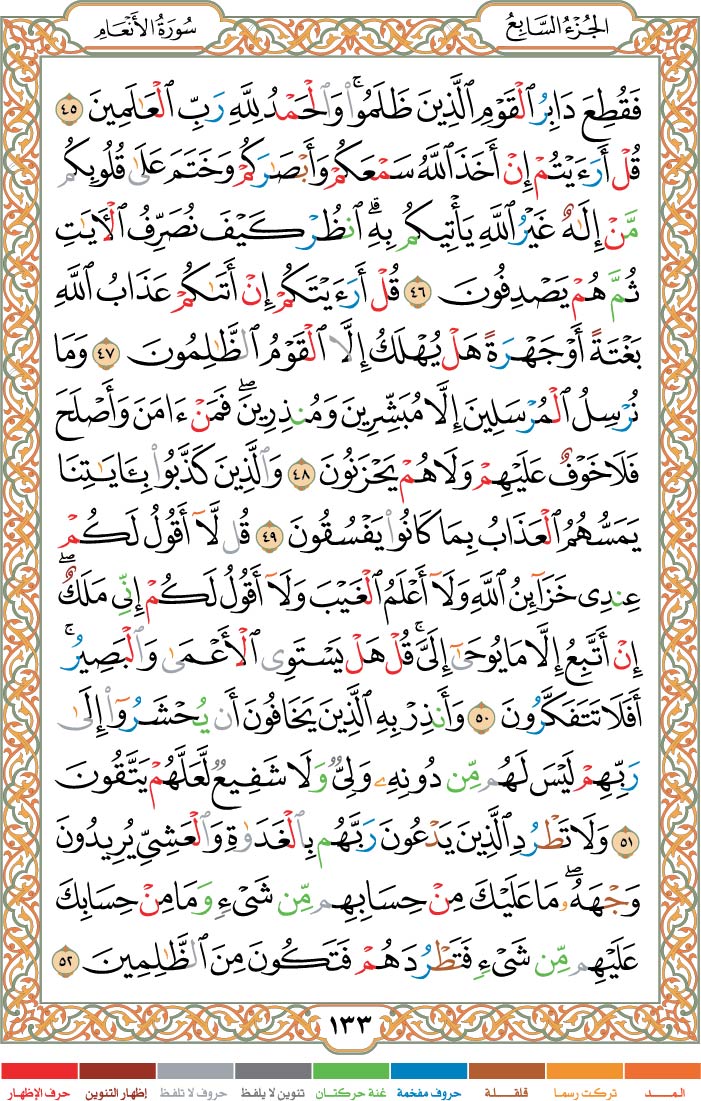 الجُزْءُ السَّابِعُ
سُورَةُ الأَنْعَامِ
فَقُطِعَ دَابِرُ ٱلْقَوْمِ ٱلَّذِينَ ظَلَمُوا۟ ۚ وَٱلْحَمْدُ لِلَّهِ رَبِّ ٱلْعَـٰلَمِينَ ٤٥
قُلْ أَرَءَيْتُمْ إِنْ أَخَذَ ٱللَّهُ سَمْعَكُمْ وَأَبْصَـٰرَكُمْ وَخَتَمَ عَلَىٰ قُلُوبِكُم
مَّنْ إِلَـٰهٌ غَيْرُ ٱللَّهِ يَأْتِيكُم بِهِ ۗ ٱنظُرْ كَيْفَ نُصَرِّفُ ٱلْـَٔايَـٰتِ
ثُمَّ هُمْ يَصْدِفُونَ ٤٦ قُلْ أَرَءَيْتَكُمْ إِنْ أَتَىٰكُمْ عَذَابُ ٱللَّهِ
بَغْتَةً أَوْ جَهْرَةً هَلْ يُهْلَكُ إِلَّا ٱلْقَوْمُ ٱلظَّـٰلِمُونَ ٤٧ وَمَا
نُرْسِلُ ٱلْمُرْسَلِينَ إِلَّا مُبَشِّرِينَ وَمُنذِرِينَ ۖ فَمَنْ ءَامَنَ وَأَصْلَحَ
فَلَا خَوْفٌ عَلَيْهِمْ وَلَا هُمْ يَحْزَنُونَ ٤٨ وَٱلَّذِينَ كَذَّبُوا۟ بِـَٔايَـٰتِنَا
يَمَسُّهُمُ ٱلْعَذَابُ بِمَا كَانُوا۟ يَفْسُقُونَ ٤٩ قُل لَّآ أَقُولُ لَكُمْ
عِندِى خَزَآئِنُ ٱللَّهِ وَلَآ أَعْلَمُ ٱلْغَيْبَ وَلَآ أَقُولُ لَكُمْ إِنِّى مَلَكٌ ۖ
إِنْ أَتَّبِعُ إِلَّا مَا يُوحَىٰٓ إِلَىَّ ۚ قُلْ هَلْ يَسْتَوِى ٱلْأَعْمَىٰ وَٱلْبَصِيرُ ۚ
أَفَلَا تَتَفَكَّرُونَ ٥٠ وَأَنذِرْ بِهِ ٱلَّذِينَ يَخَافُونَ أَن يُحْشَرُوٓا۟ إِلَىٰ
رَبِّهِمْ لَيْسَ لَهُم مِّن دُونِهِۦ وَلِىٌّ وَلَا شَفِيعٌ لَّعَلَّهُمْ يَتَّقُونَ
٥١ وَلَا تَطْرُدِ ٱلَّذِينَ يَدْعُونَ رَبَّهُم بِٱلْغَدَوٰةِ وَٱلْعَشِىِّ يُرِيدُونَ
وَجْهَهُۥ ۖ مَا عَلَيْكَ مِنْ حِسَابِهِم مِّن شَىْءٍ وَمَا مِنْ حِسَابِكَ
عَلَيْهِم مِّن شَىْءٍ فَتَطْرُدَهُمْ فَتَكُونَ مِنَ ٱلظَّـٰلِمِينَ ٥٢
١٣٣
المــد تركت رسما قلقلة حروف مفخمة غنة حركتان تنوين لا يلفظ حروف لا تلفظ إظهار التنوين حرف الإظهار